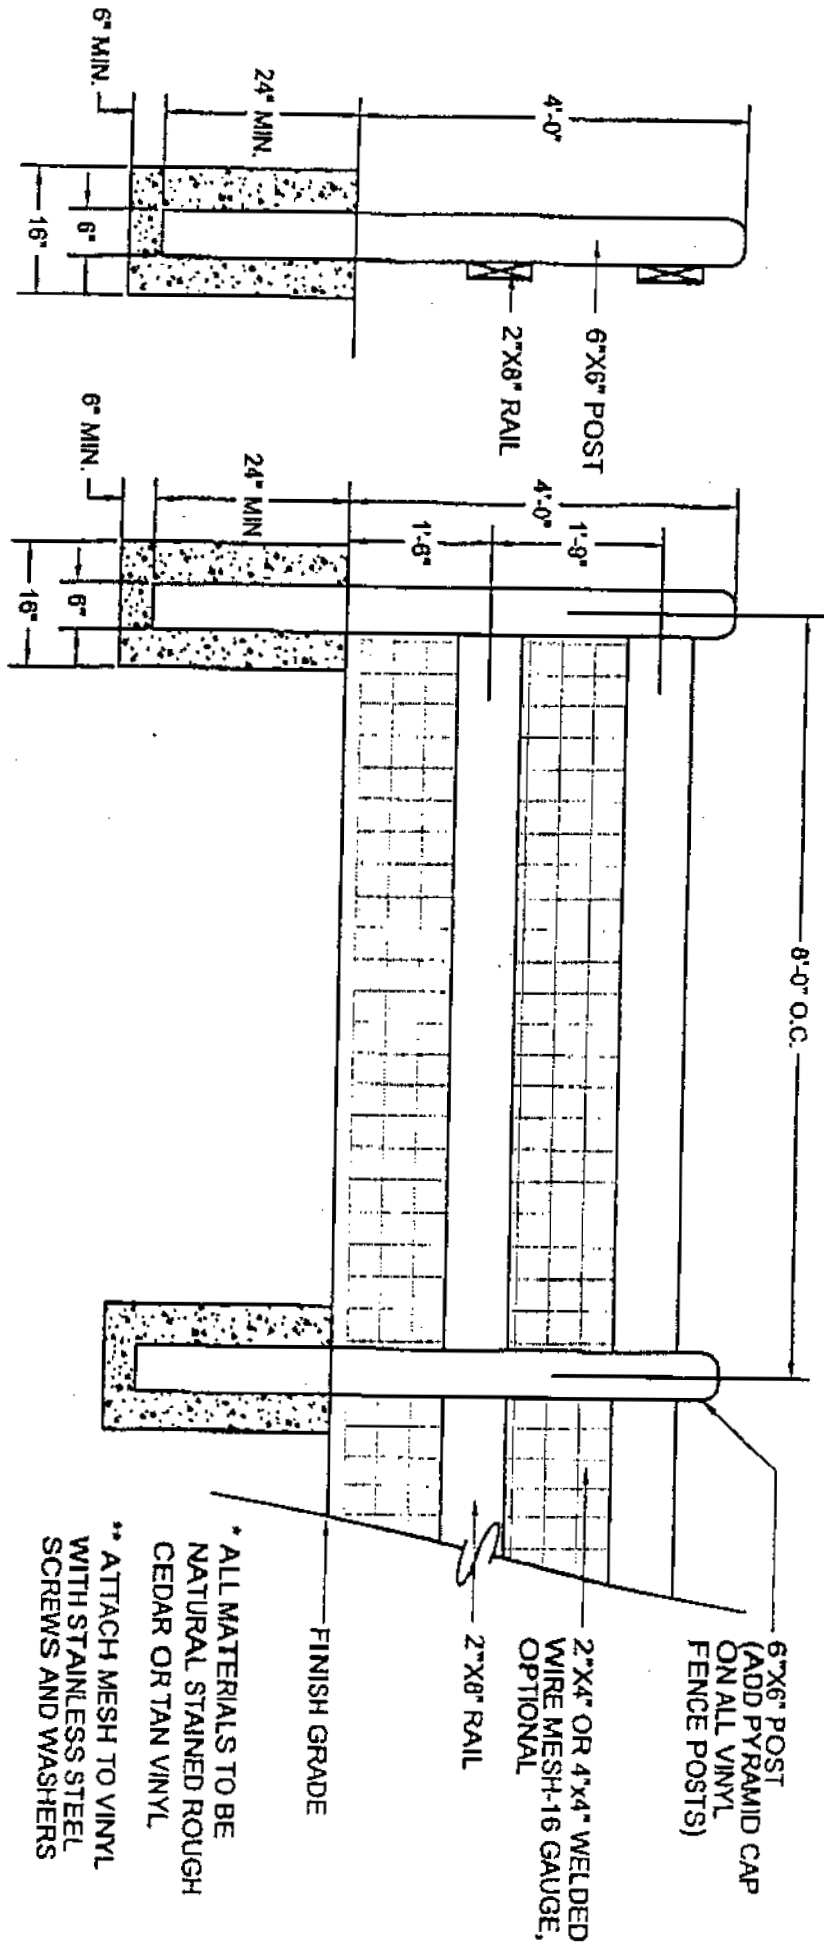 4'-0"
24" MIN.
6" MIN.
6"
16"
6"X6" POST
2"X8" RAIL
8'-0" O.C.
4'-0"
1'-9"
1'-6"
24" MIN
6" MIN.
6"
16"
6"X6" POST
(ADD PYRAMID CAP
ON ALL VINYL
FENCE POSTS)
2"X4" OR 4"x4" WELDED
WIRE MESH-16 GAUGE,
OPTIONAL
2"X8" RAIL
FINISH GRADE
* ALL MATERIALS TO BE
NATURAL STAINED ROUGH
CEDAR OR TAN VINYL
** ATTACH MESH TO VINYL
WITH STAINLESS STEEL
SCREWS AND WASHERS